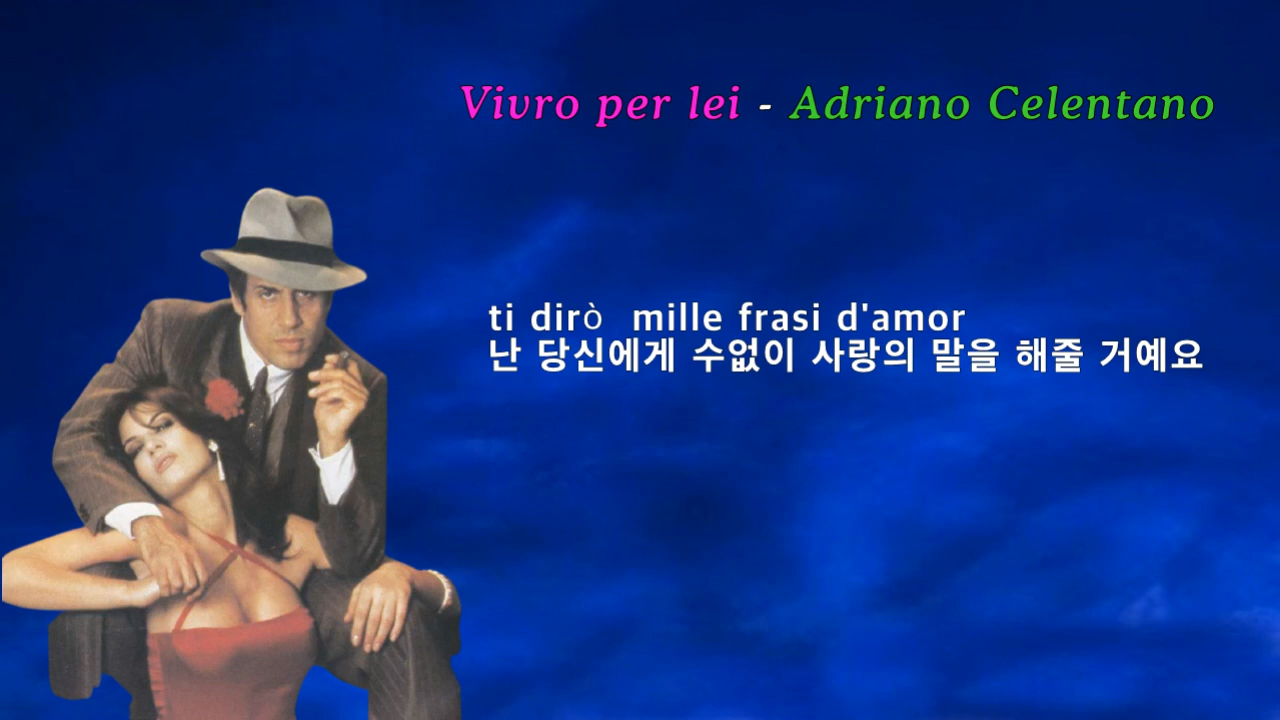 Vivro per lei - Adriano Celentano
ti dirò mille frasi d'amor
난 당신에게 수없이 사랑의 말을 해줄 거예요